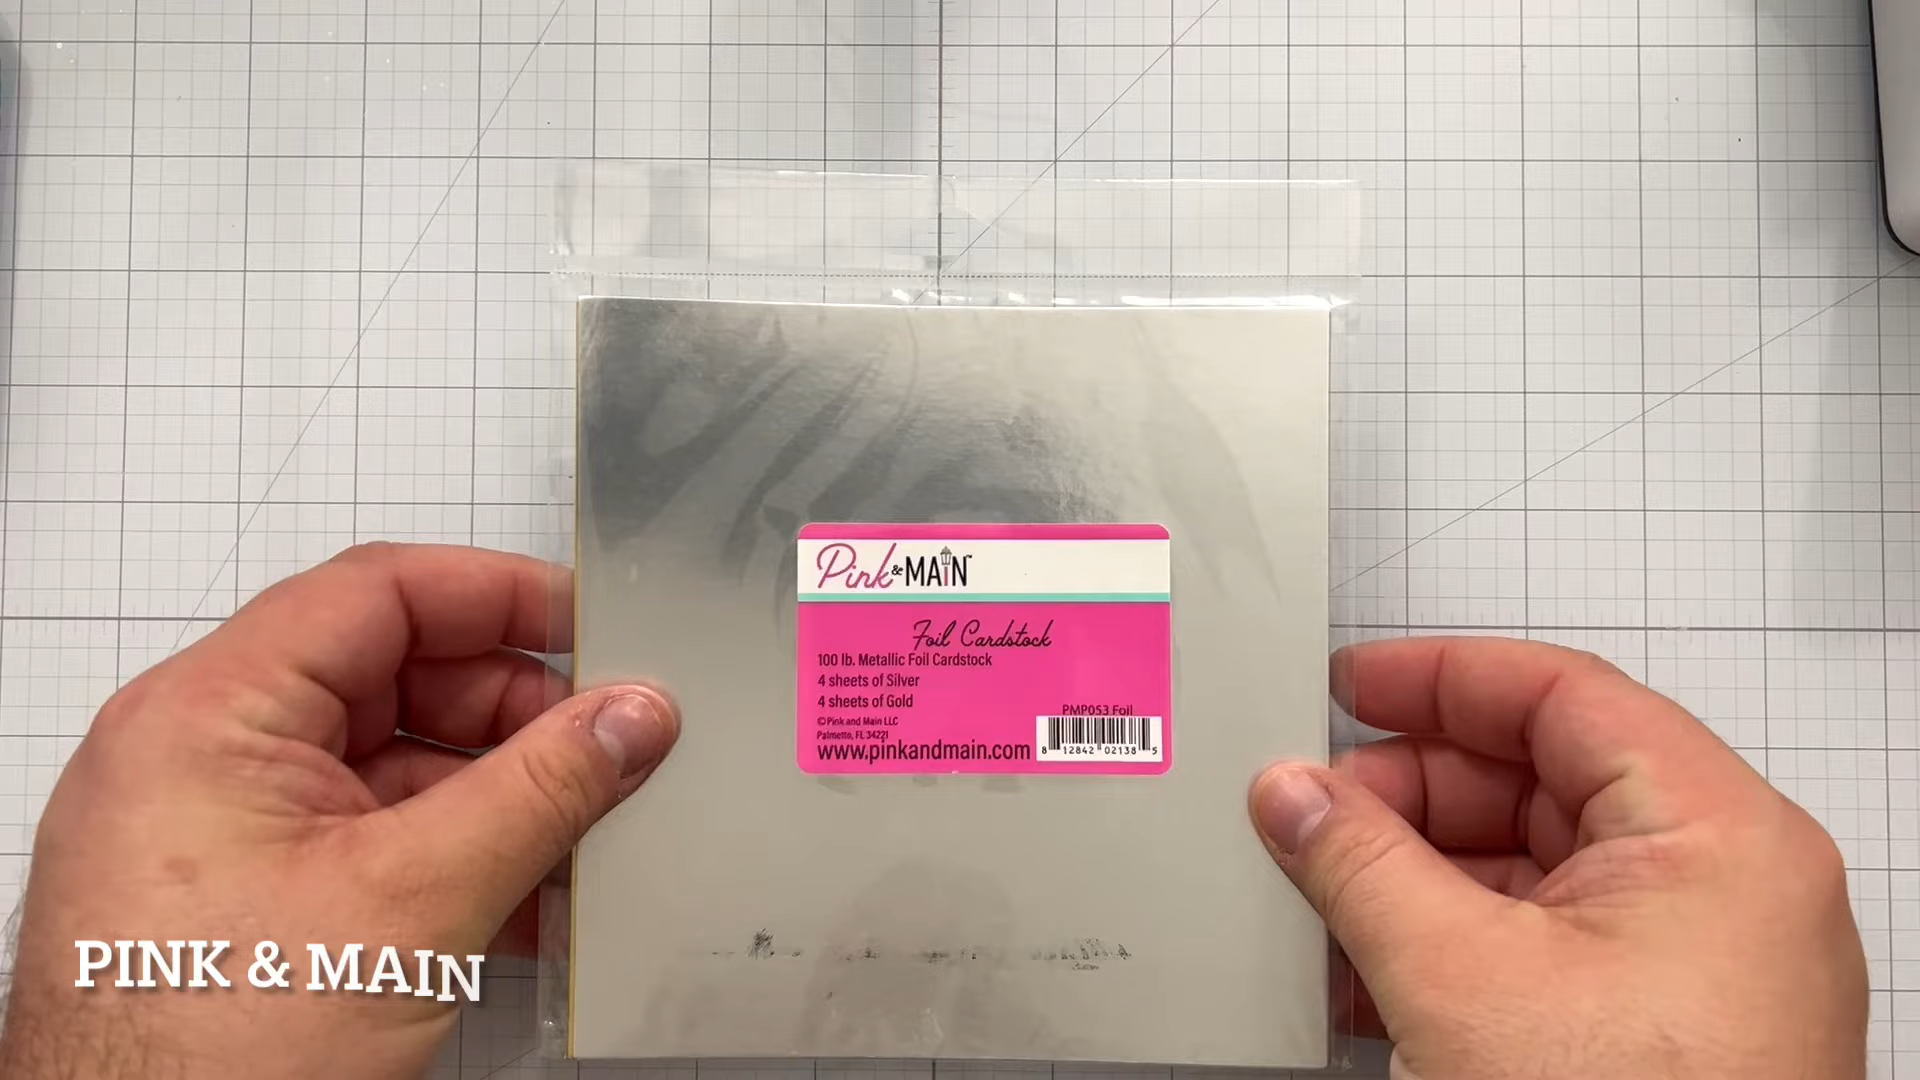 Pink & MAiN™
Foil Cardstock
100 lb. Metallic Foil Cardstock
4 sheets of Silver
4 sheets of Gold
© Pink and Main LLC
Palmetto, FL 34221
www.pinkandmain.com
PMP053 Foil
8 12842 02138 5
PINK & MAIN